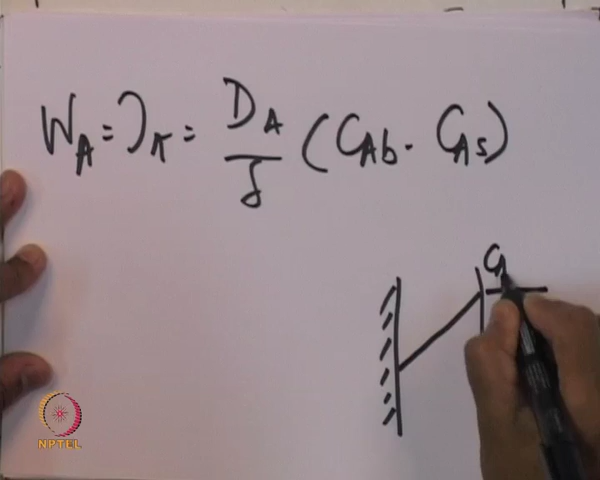 W_A = J_A = D_A / δ (C_Ab - C_As)
C
NPTEL